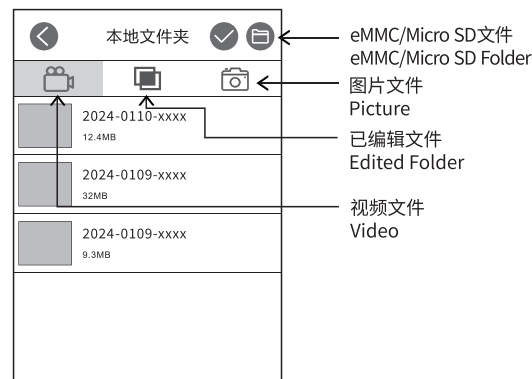 本地文件夹
eMMC/Micro SD文件
eMMC/Micro SD Folder
图片文件
Picture
2024-0110-xxxx
12.4MB
已编辑文件
Edited Folder
2024-0109-xxxx
32MB
视频文件
Video
2024-0109-xxxx
9.3MB